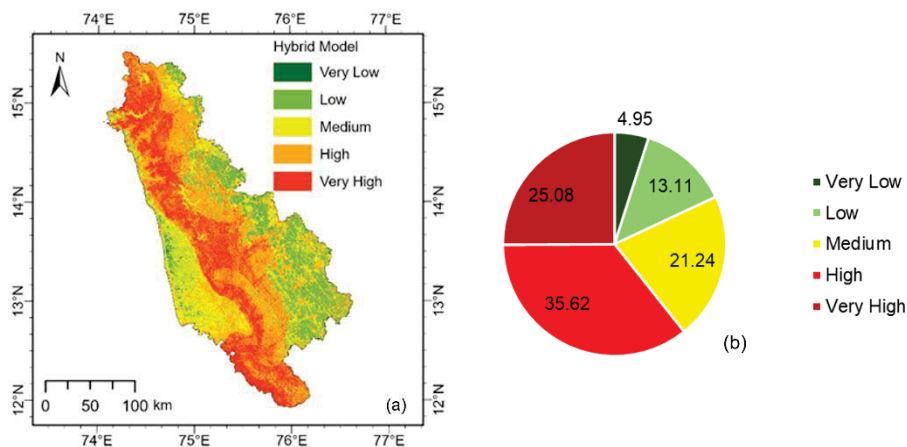 74°E 75°E 76°E 77°E
Hybrid Model
N
Very Low
Low
Medium
High
Very High
15°N 15°N
14°N 14°N
13°N 13°N
12°N 12°N
0 50 100 km
(a)
74°E 75°E 76°E 77°E
4.95
13.11
21.24
35.62
25.08
Very Low
Low
Medium
High
Very High
(b)